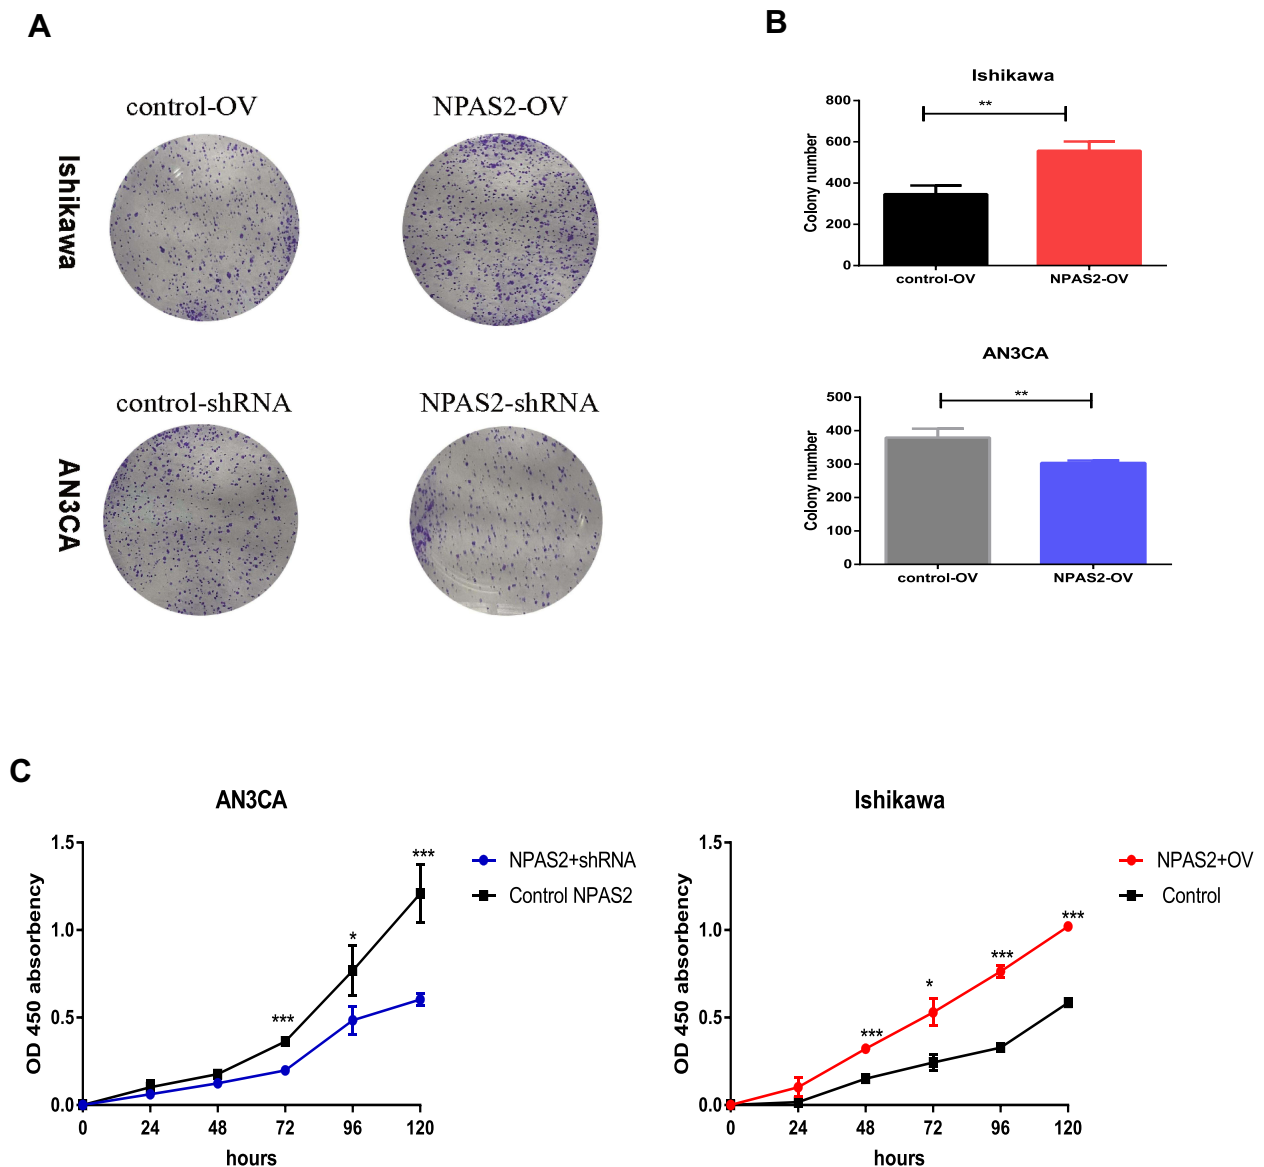 A
control-OV
NPAS2-OV
Ishikawa
control-shRNA
NPAS2-shRNA
AN3CA
B
Ishikawa
**
Colony number
800
600
400
200
0
control-OV
NPAS2-OV
AN3CA
**
Colony number
500
400
300
200
100
0
control-OV
NPAS2-OV
C
AN3CA
OD 450 absorbency
1.5
1.0
0.5
0.0
***
*
***
NPAS2+shRNA
Control NPAS2
0 24 48 72 96 120
hours
Ishikawa
OD 450 absorbency
1.5
1.0
0.5
0.0
***
*
***
***
NPAS2+OV
Control
0 24 48 72 96 120
hours